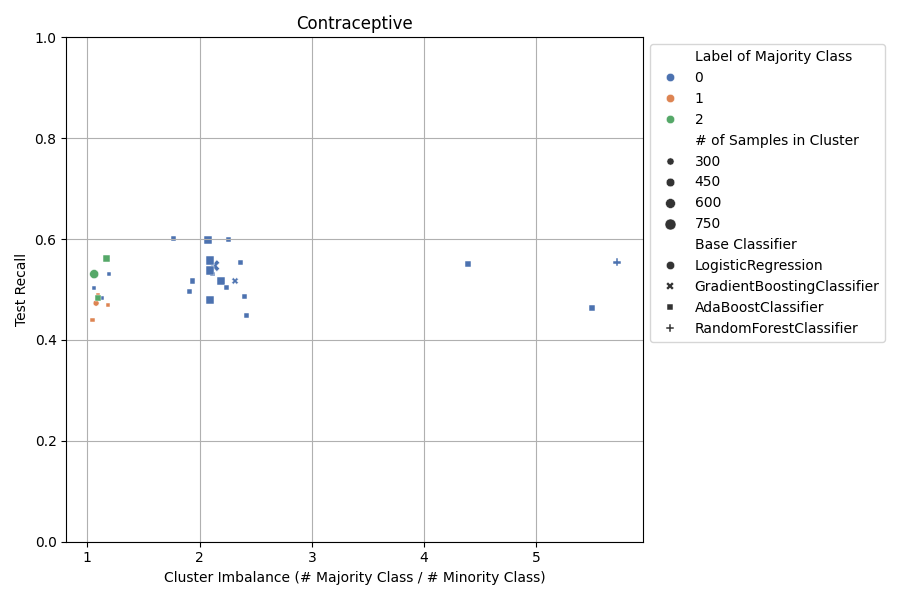 Contraceptive
1.0
0.8
0.6
0.4
0.2
0.0
Test Recall
1
2
3
4
5
Cluster Imbalance (# Majority Class / # Minority Class)
Label of Majority Class
0
1
2
# of Samples in Cluster
300
450
600
750
Base Classifier
LogisticRegression
GradientBoostingClassifier
AdaBoostClassifier
RandomForestClassifier